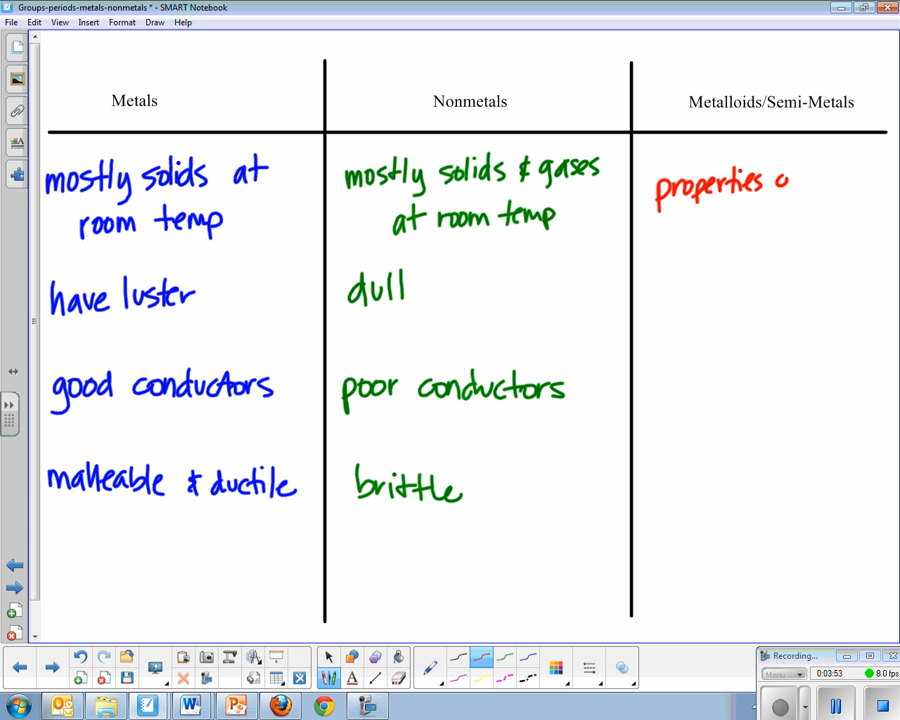 Groups-periods-metals-nonmetals * - SMART Notebook
File Edit View Insert Format Draw Help
Metals
Nonmetals
Metalloids/Semi-Metals
mostly solids at
room temp
have luster
good conductors
malleable & ductile
mostly solids & gases
at room temp
dull
poor conductors
brittle
properties o
Recording...
Menu
0:03:53
8.0 fps